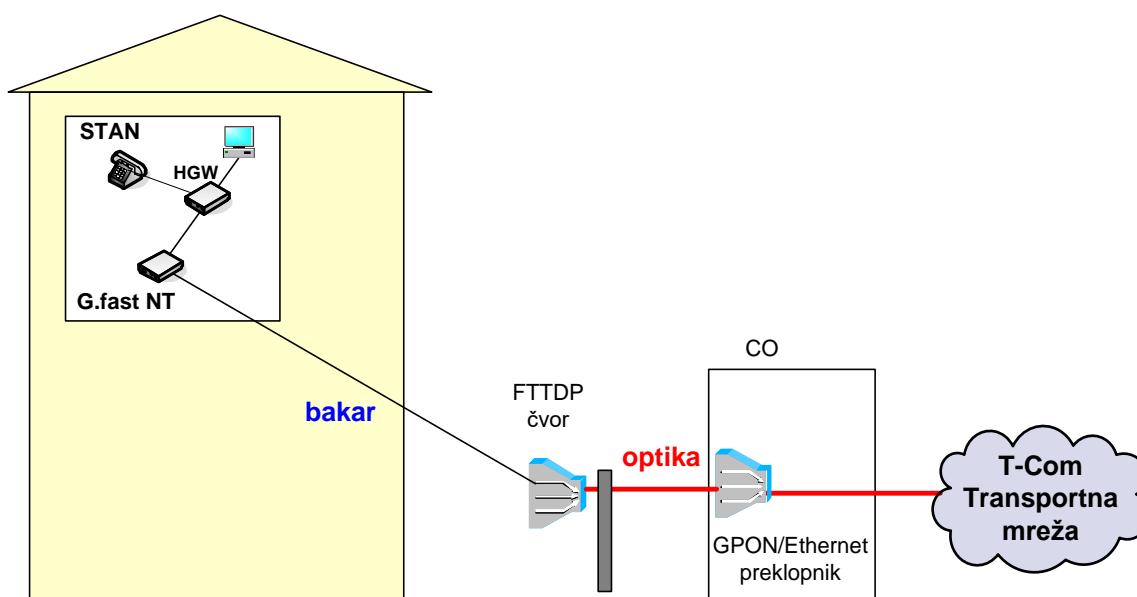 STAN
HGW
G.fast NT
bakar
FTTDP
čvor
optika
CO
GPON/Ethernet
preklopnik
T-Com
Transportna
mreža